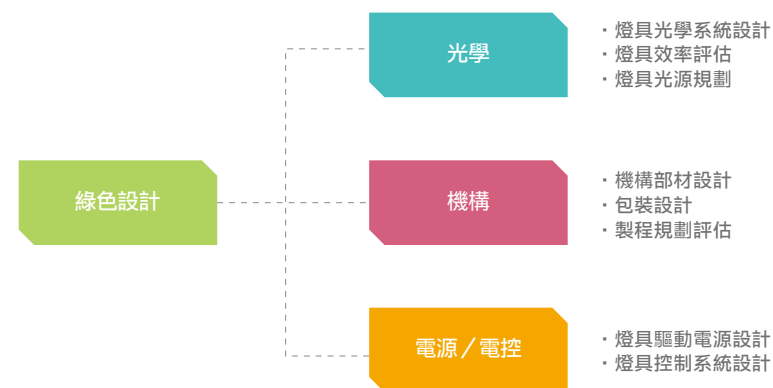 光學
・燈具光學系統設計
・燈具效率評估
・燈具光源規劃
綠色設計
機構
・機構部材設計
・包裝設計
・製程規劃評估
電源／電控
・燈具驅動電源設計
・燈具控制系統設計